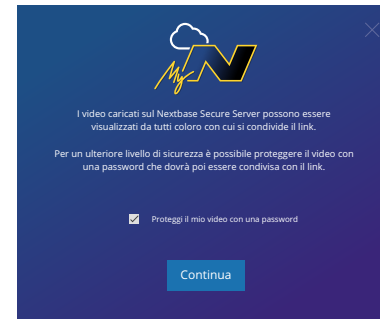 My N
I video caricati sul Nextbase Secure Server possono essere
visualizzati da tutti coloro con cui si condivide il link.
Per un ulteriore livello di sicurezza è possibile proteggere il video con
una password che dovrà poi essere condivisa con il link.
Proteggi il mio video con una password
Continua